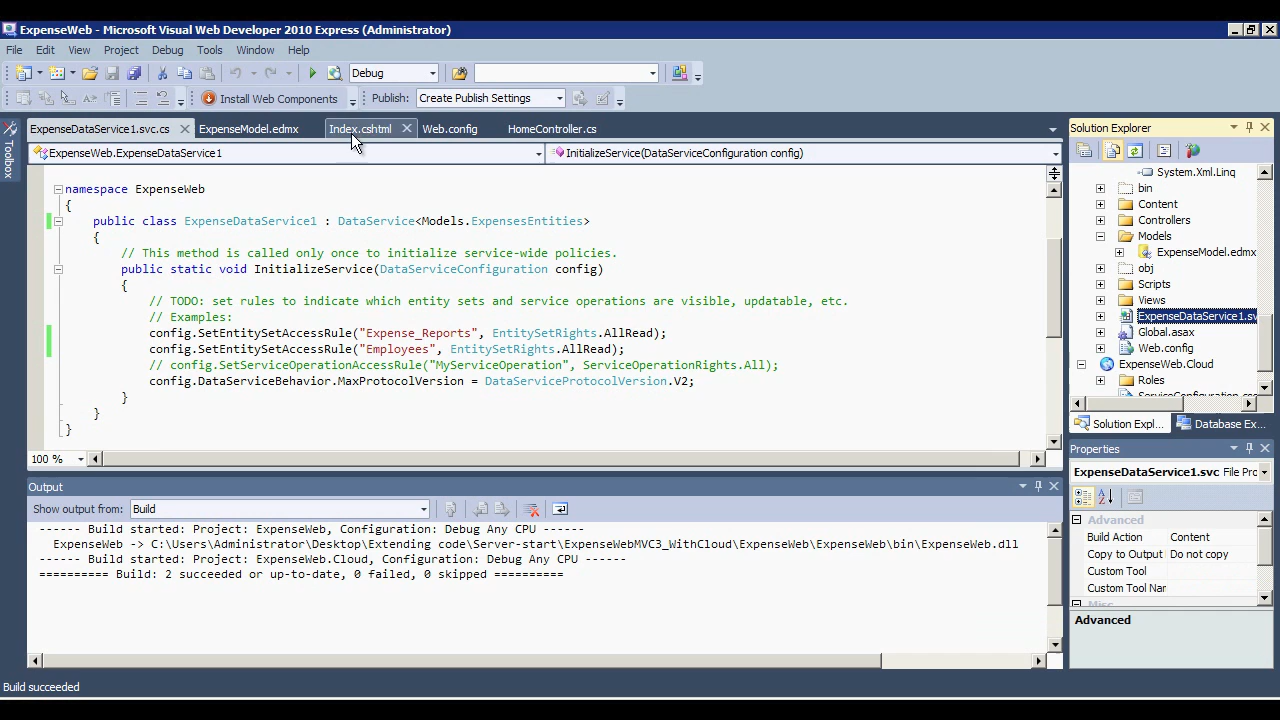 ExpenseWeb - Microsoft Visual Web Developer 2010 Express (Administrator)
File Edit View Project Debug Tools Window Help
Debug
Install Web Components Publish: Create Publish Settings
ExpenseDataService1.svc.cs ExpenseModel.edmx Index.cshtml Web.config HomeController.cs
ExpenseWeb.ExpenseDataService1 InitializeService(DataServiceConfiguration config)
Toolbox
namespace ExpenseWeb
{
public class ExpenseDataService1 : DataService<Models.ExpensesEntities>
{
// This method is called only once to initialize service-wide policies.
public static void InitializeService(DataServiceConfiguration config)
{
// TODO: set rules to indicate which entity sets and service operations are visible, updatable, etc.
// Examples:
config.SetEntitySetAccessRule("Expense_Reports", EntitySetRights.AllRead);
config.SetEntitySetAccessRule("Employees", EntitySetRights.AllRead);
// config.SetServiceOperationAccessRule("MyServiceOperation", ServiceOperationRights.All);
config.DataServiceBehavior.MaxProtocolVersion = DataServiceProtocolVersion.V2;
}
}
}
100 %
Output
Show output from: Build
------ Build started: Project: ExpenseWeb, Configuration: Debug Any CPU ------
ExpenseWeb -> C:\Users\Administrator\Desktop\Extending code\Server-start\ExpenseWebMVC3_WithCloud\ExpenseWeb\ExpenseWeb\bin\ExpenseWeb.dll
------ Build started: Project: ExpenseWeb.Cloud, Configuration: Debug Any CPU ------
========== Build: 2 succeeded or up-to-date, 0 failed, 0 skipped ==========
Solution Explorer
System.Xml.Linq
bin
Content
Controllers
Models
ExpenseModel.edmx
obj
Scripts
Views
ExpenseDataService1.sv
Global.asax
Web.config
ExpenseWeb.Cloud
Roles
Solution Expl... Database Ex...
Properties
ExpenseDataService1.svc File Prc
Advanced
Build Action Content
Copy to Output Do not copy
Custom Tool
Custom Tool Nar
Misc
Advanced
Build succeeded